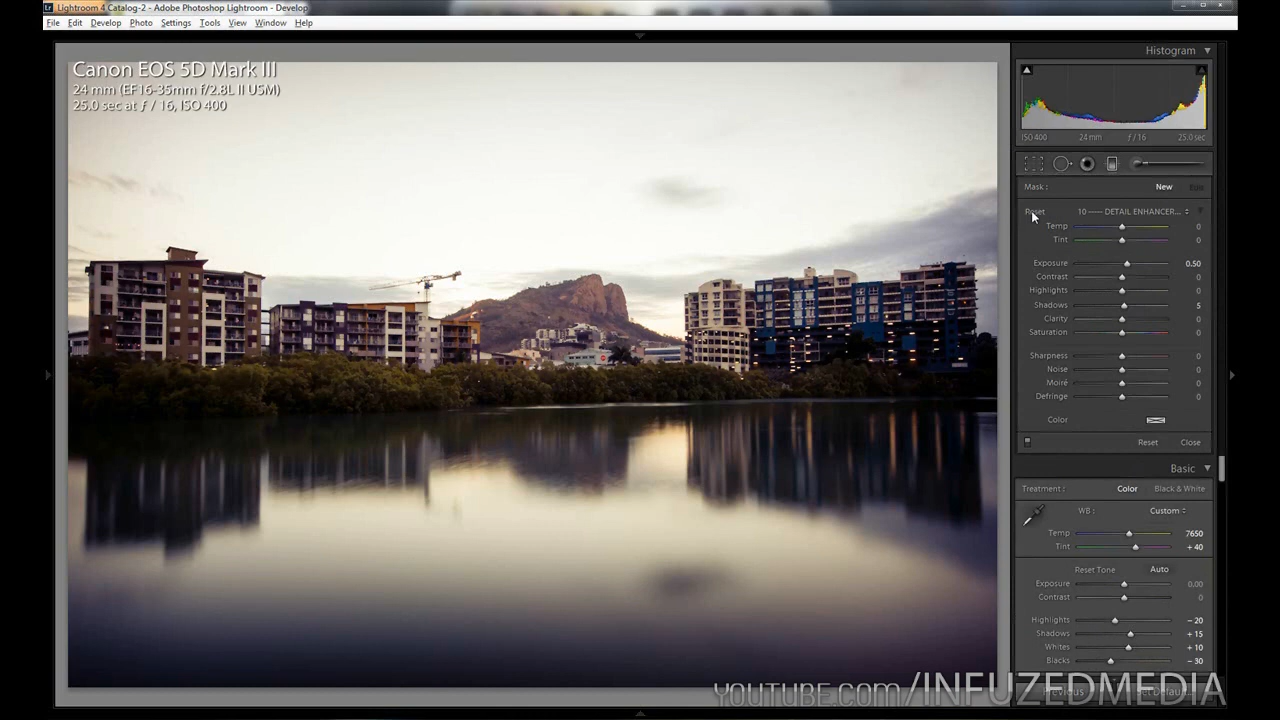 Lightroom 4 Catalog-2 - Adobe Photoshop Lightroom - Develop
File Edit Develop Photo Settings Tools View Window Help
Canon EOS 5D Mark III
24 mm (EF16-35mm f/2.8L II USM)
25.0 sec at ƒ / 16, ISO 400
Histogram
ISO 400 24 mm ƒ / 16 25.0 sec
Mask : New Edit
Reset 10 ---- DETAIL ENHANCER...
Temp 0
Tint 0
Exposure 0.50
Contrast 0
Highlights 0
Shadows 5
Clarity 0
Saturation 0
Sharpness 0
Noise 0
Moiré 0
Defringe 0
Color
Reset Close
Basic
Treatment : Color Black & White
WB : Custom
Temp 7650
Tint + 40
Reset Tone Auto
Exposure 0.00
Contrast 0
Highlights - 20
Shadows + 15
Whites + 10
Blacks - 30
Previous Set Default...
YOUTUBE.COM/INFUZEDMEDIA